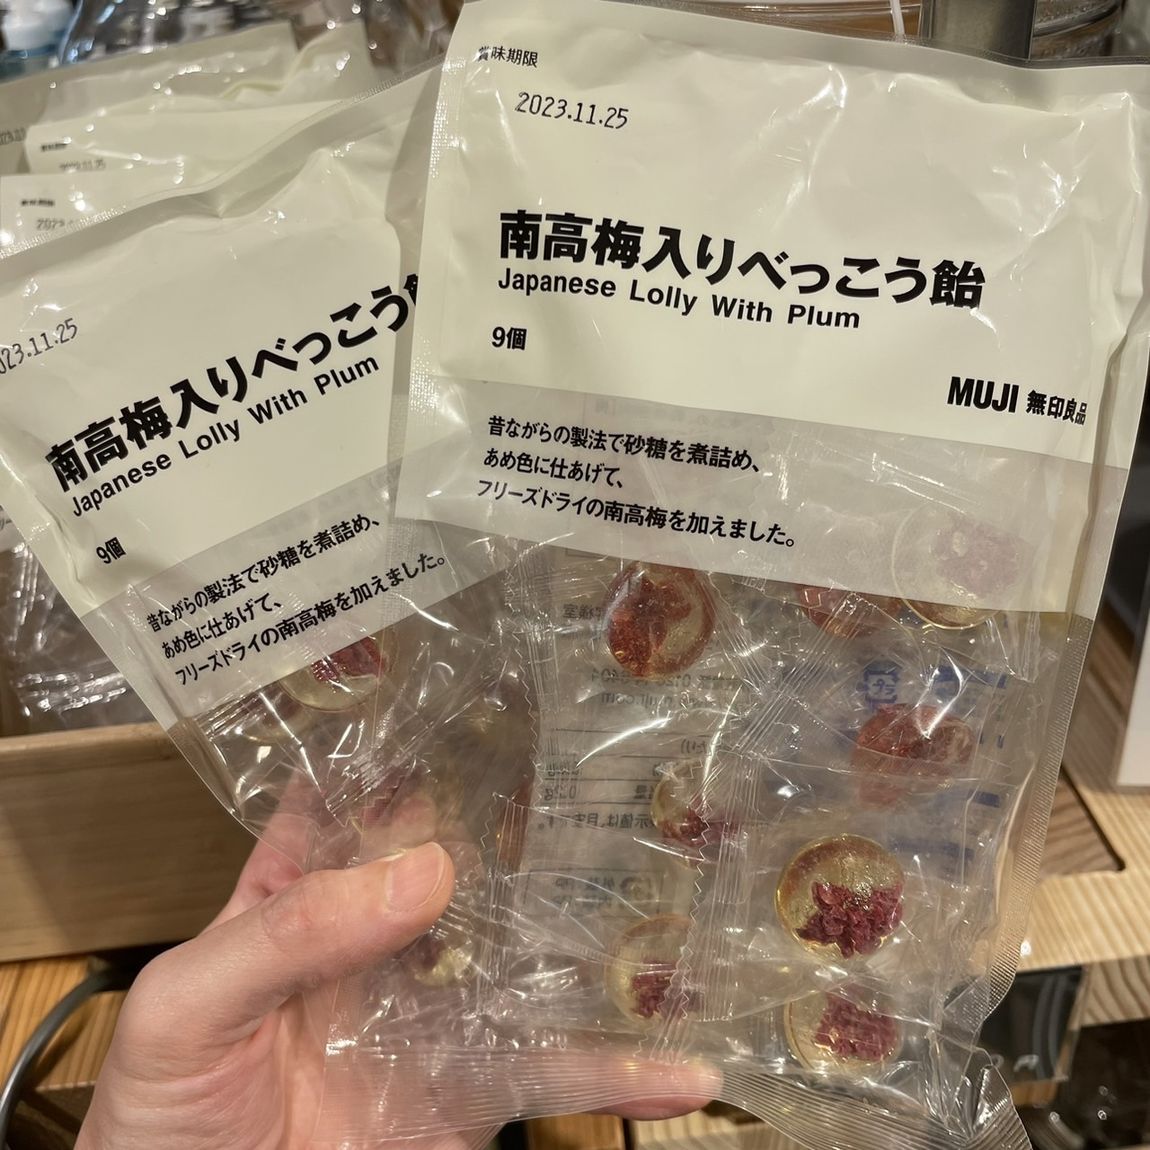 賞味期限
2023.11.25
南高梅入りべっこう飴
Japanese Lolly With Plum
9個
MUJI 無印良品
昔ながらの製法で砂糖を煮詰め、
あめ色に仕あげて、
フリーズドライの南高梅を加えました。
023.11.25
南高梅入りべっこう
Japanese Lolly With Plum
9個
昔ながらの製法で砂糖を煮詰め、
あめ色に仕あげて、
フリーズドライの南高梅を加えました。
プラ